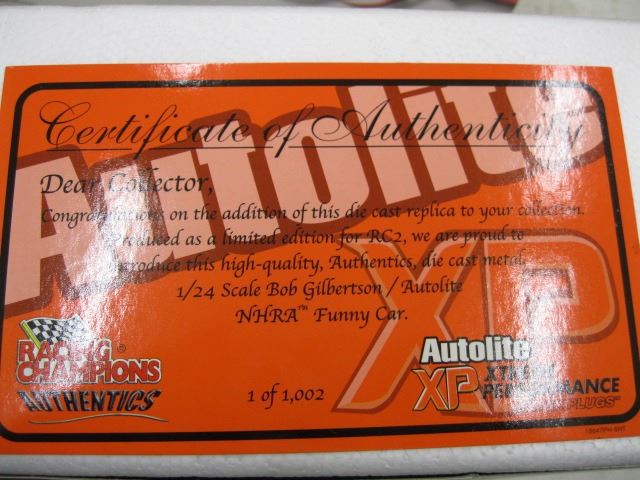 Autolite
XP
Certificate of Authenticity
Dear Collector,
Congratulations on the addition of this die cast replica to your collection.
Produced as a limited edition for RC2, we are proud to
introduce this high-quality, Authentics, die cast metal,
1/24 Scale Bob Gilbertson / Autolite
NHRA™ Funny Car.
RACING ®
CHAMPIONS
AUTHENTICS
1 of 1,002
Autolite
XP XTREME
PERFORMANCE
PLUGS